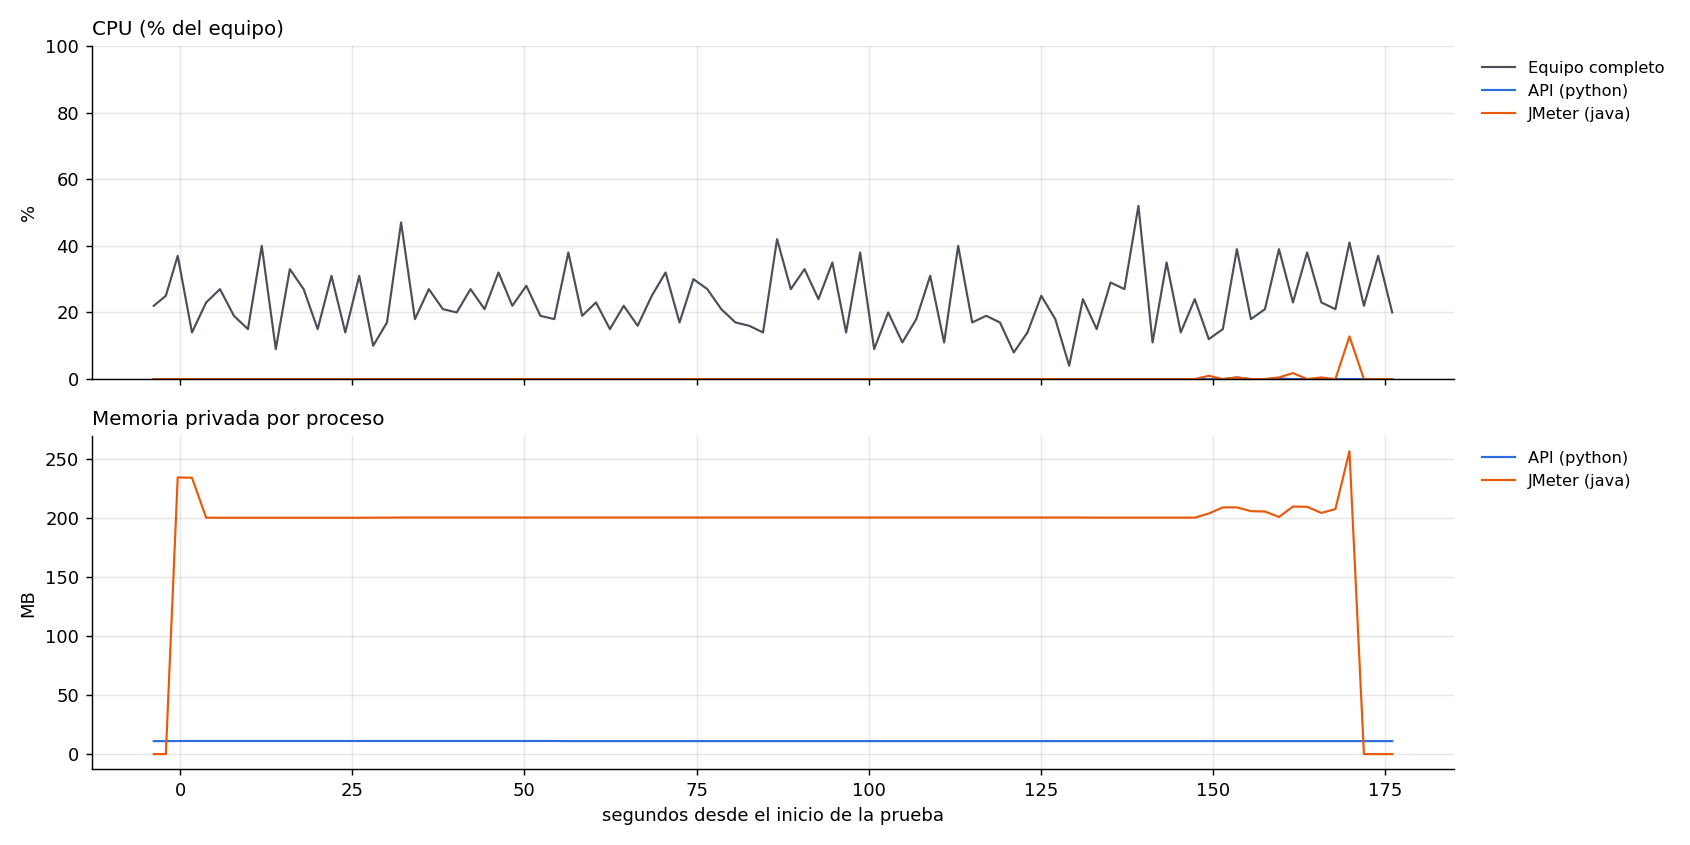 CPU (% del equipo)
100
80
60
40
20
0
%
Equipo completo
API (python)
JMeter (java)
Memoria privada por proceso
250
200
150
100
50
0
MB
API (python)
JMeter (java)
0 25 50 75 100 125 150 175
segundos desde el inicio de la prueba